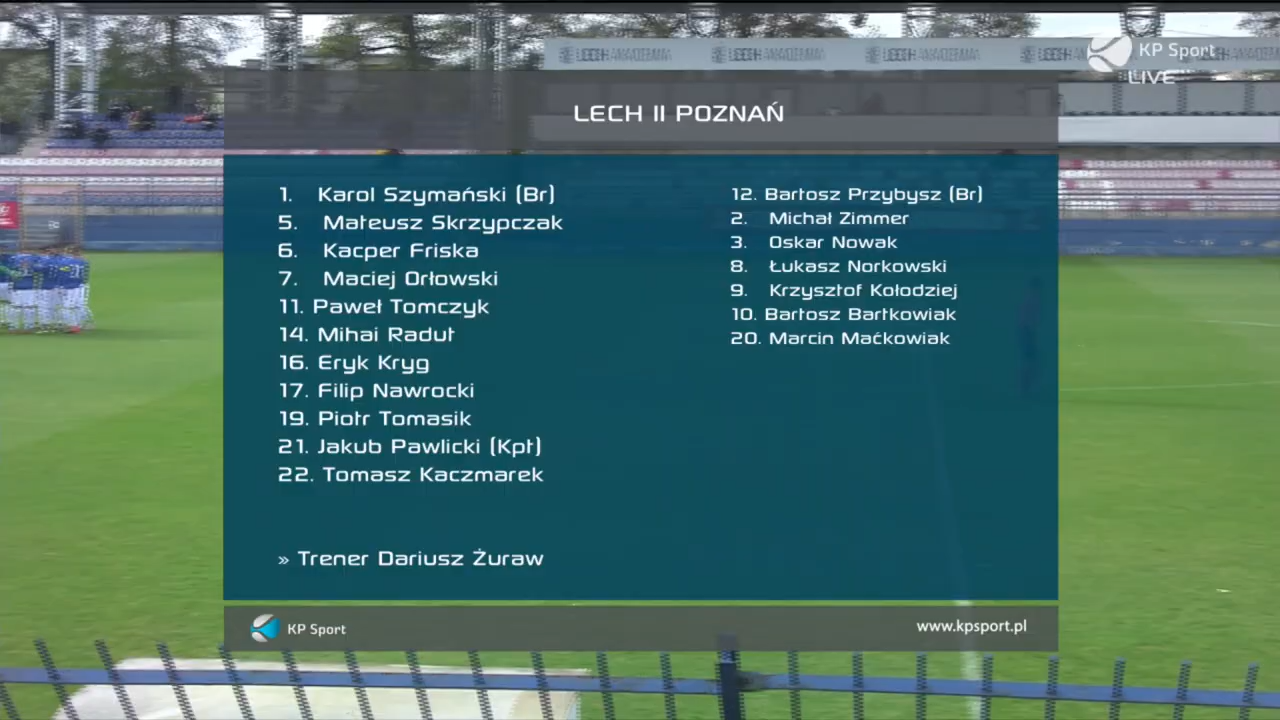 KP Sport
LIVE
LECH II POZNAŃ
1. Karol Szymański (Br)
5. Mateusz Skrzypczak
6. Kacper Friska
7. Maciej Orłowski
11. Paweł Tomczyk
14. Mihai Radut
16. Eryk Kryg
17. Filip Nawrocki
19. Piotr Tomasik
21. Jakub Pawlicki (Kpt)
22. Tomasz Kaczmarek
12. Bartosz Przybysz (Br)
2. Michał Zimmer
3. Oskar Nowak
8. Łukasz Norkowski
9. Krzysztof Kołodziej
10. Bartosz Bartkowiak
20. Marcin Maćkowiak
» Trener Dariusz Żuraw
KP Sport
www.kpsport.pl